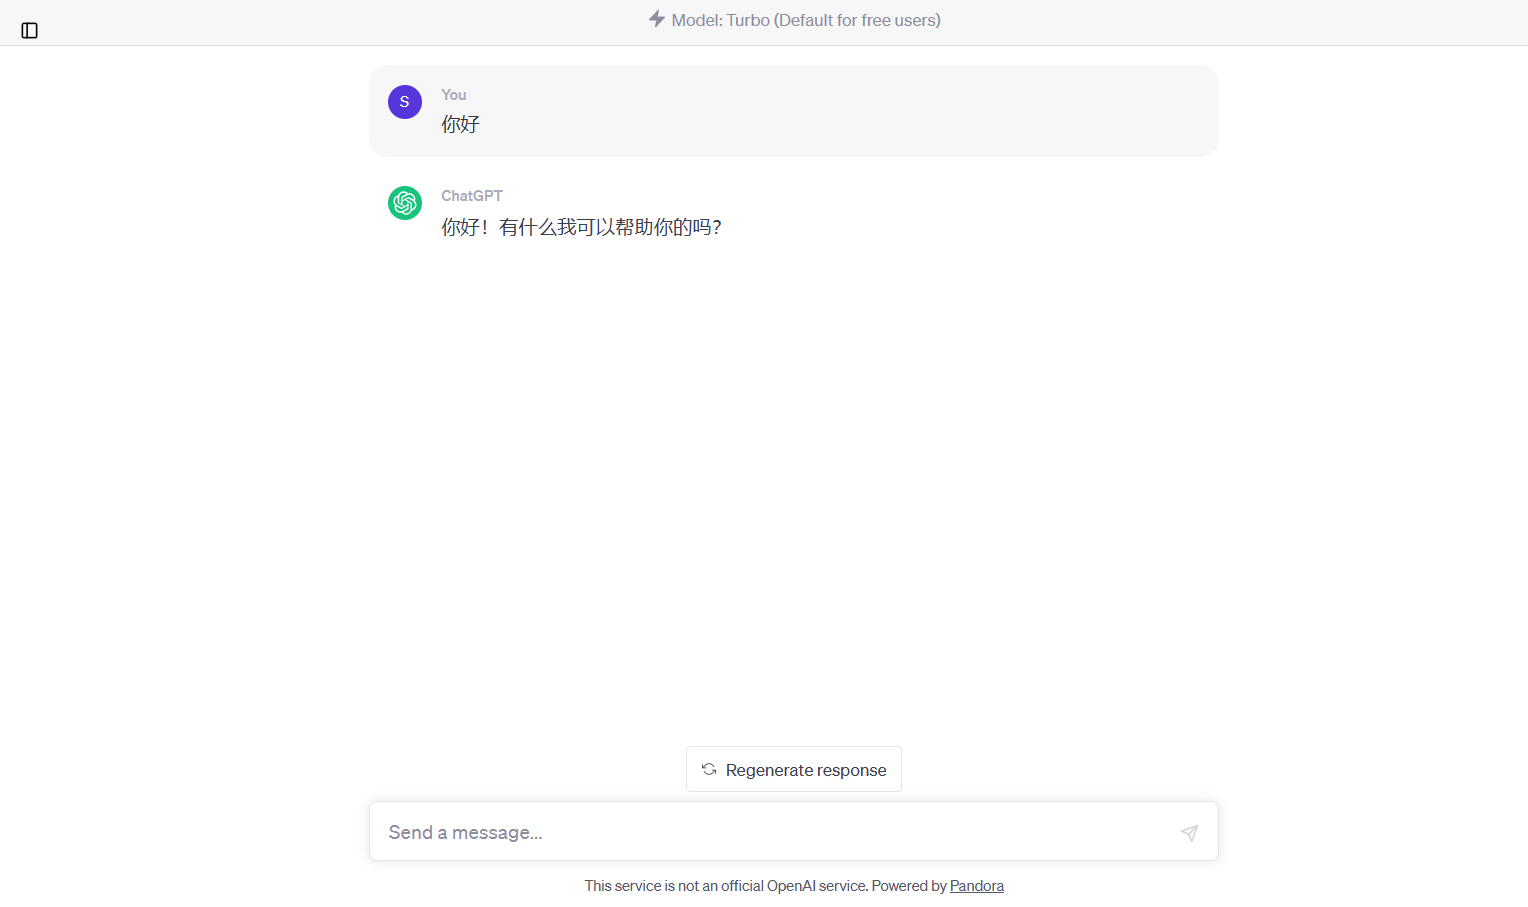 Model: Turbo (Default for free users)
S
You
你好
ChatGPT
你好！有什么我可以帮助你的吗？
Regenerate response
Send a message...
This service is not an official OpenAI service. Powered by Pandora